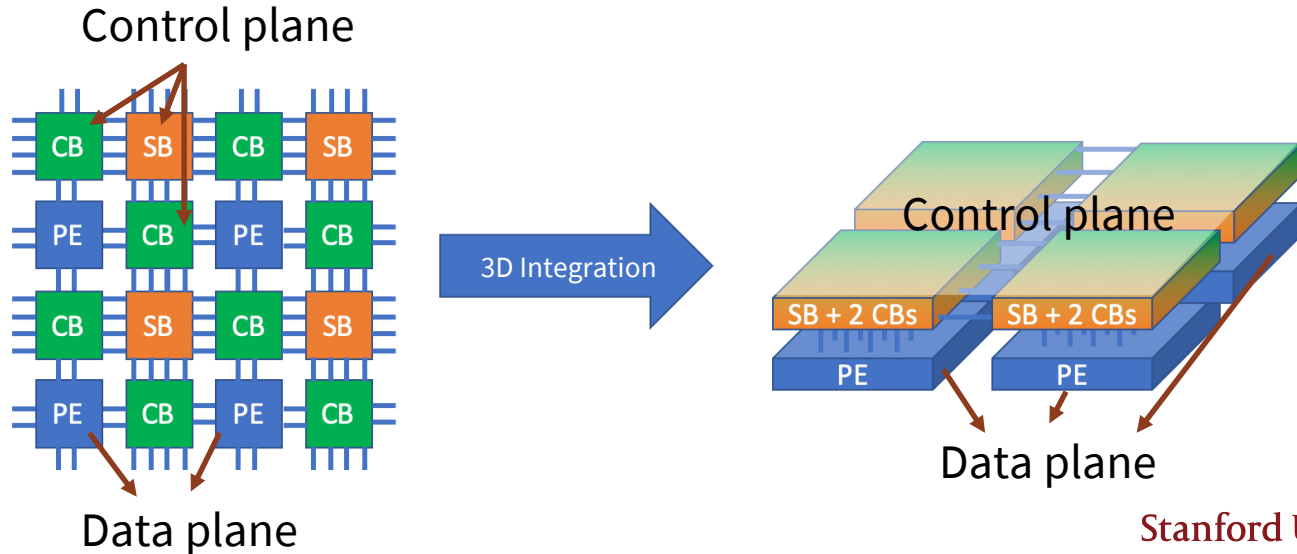 Control plane
CB SB CB SB
PE CB PE CB
CB SB CB SB
PE CB PE CB
Data plane
3D Integration
Control plane
SB + 2 CBs SB + 2 CBs
PE PE
Data plane
Stanford U